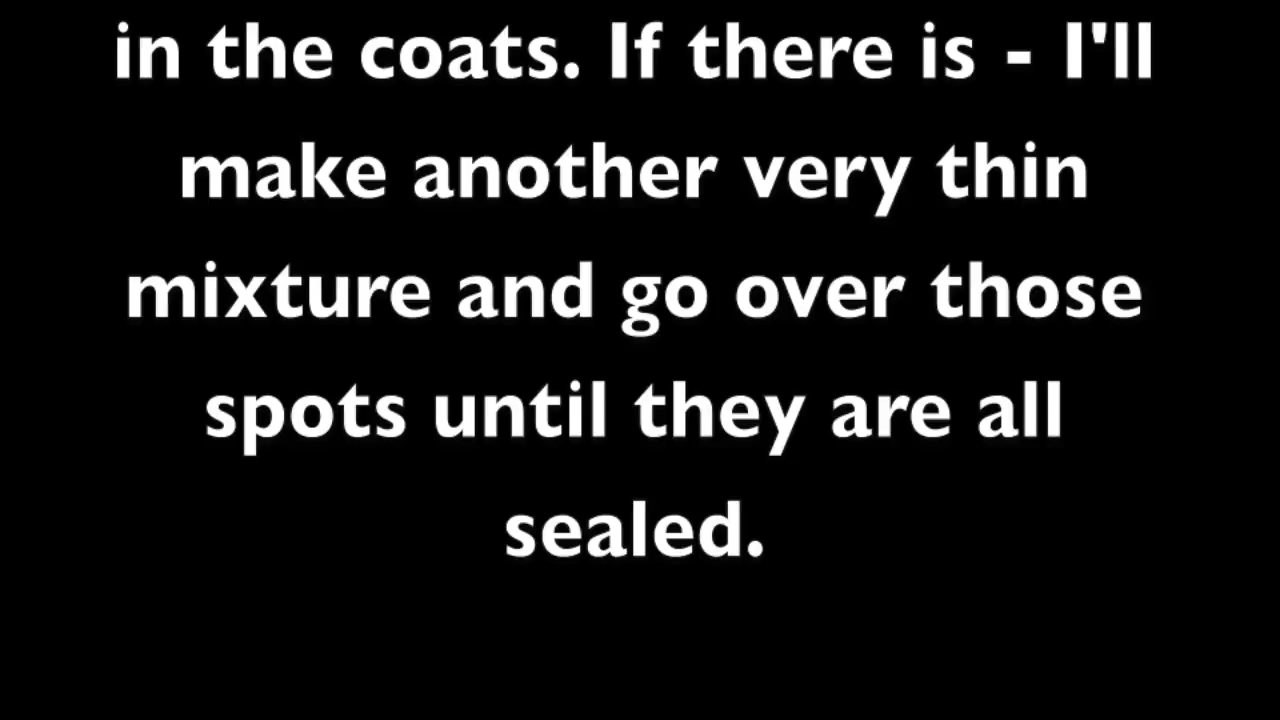 in the coats. If there is - I'll
make another very thin
mixture and go over those
spots until they are all
sealed.